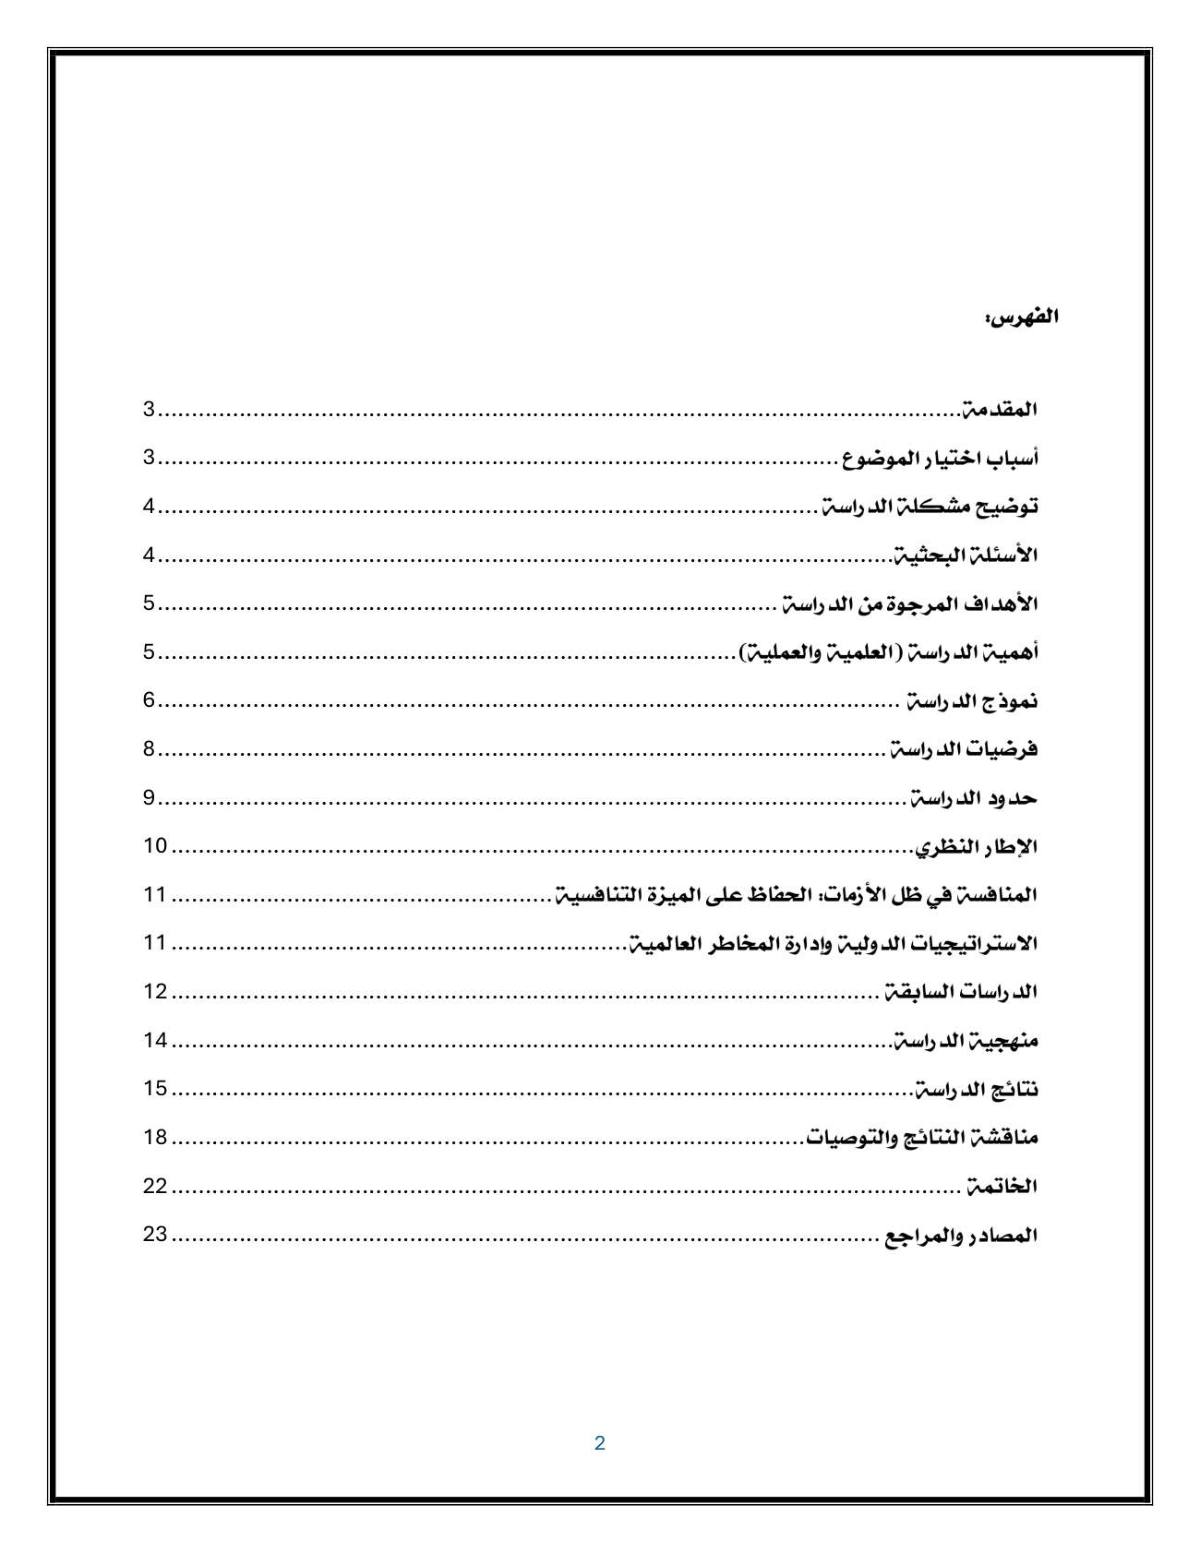 الفهرس:
المقدمة........................................................................................................................3
أسباب اختيار الموضوع.....................................................................................................3
توضيح مشكلة الدراسة..................................................................................................4
الأسئلة البحثية.............................................................................................................4
الأهداف المرجوة من الدراسة...........................................................................................5
أهمية الدراسة (العلمية والعملية).....................................................................................5
نموذج الدراسة..............................................................................................................6
فرضيات الدراسة............................................................................................................8
حدود الدراسة...............................................................................................................9
الإطار النظري..............................................................................................................10
المنافسة في ظل الأزمات: الحفاظ على الميزة التنافسية........................................................11
الاستراتيجيات الدولية وإدارة المخاطر العالمية...................................................................11
الدراسات السابقة.........................................................................................................12
منهجية الدراسة...........................................................................................................14
نتائج الدراسة..............................................................................................................15
مناقشة النتائج والتوصيات..............................................................................................18
الخاتمة.....................................................................................................................22
المصادر والمراجع.........................................................................................................23
2